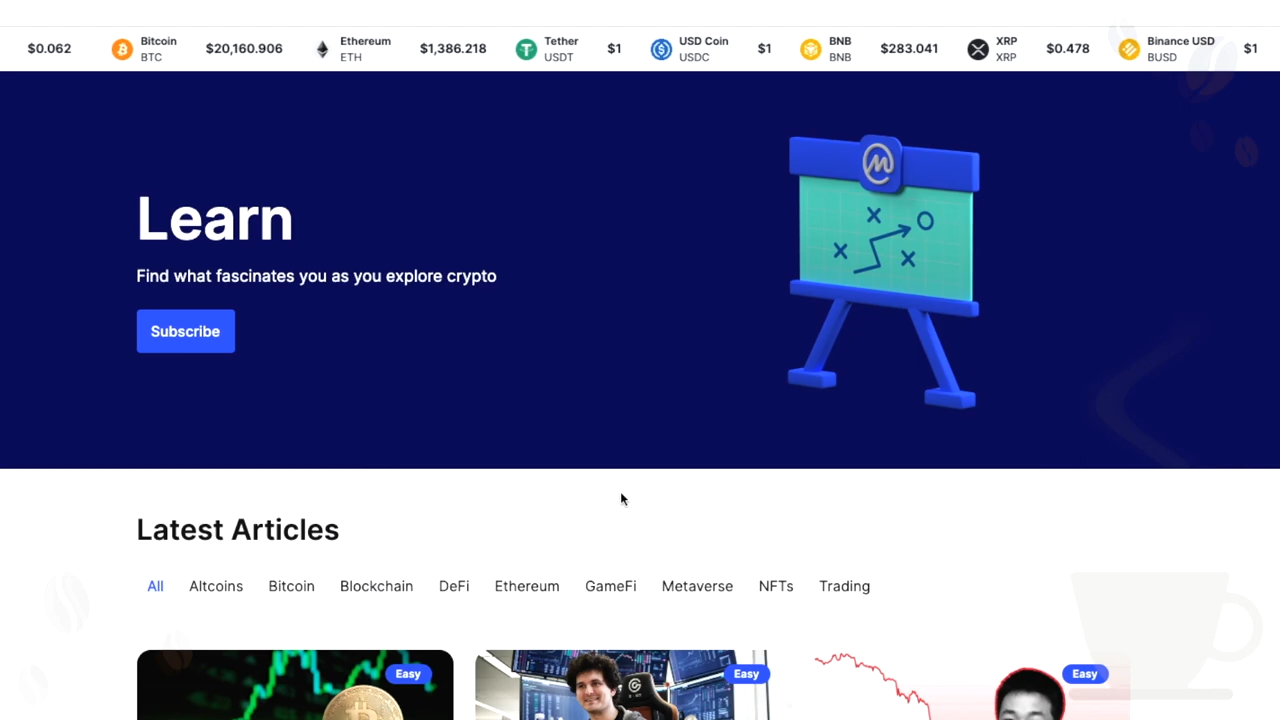 $0.062 Bitcoin BTC $20,160.906 Ethereum ETH $1,386.218 Tether USDT $1 USD Coin USDC $1 BNB BNB $283.041 XRP XRP $0.478 Binance USD BUSD $1
Learn
Find what fascinates you as you explore crypto
Subscribe
Latest Articles
All Altcoins Bitcoin Blockchain DeFi Ethereum GameFi Metaverse NFTs Trading
Easy Easy Easy